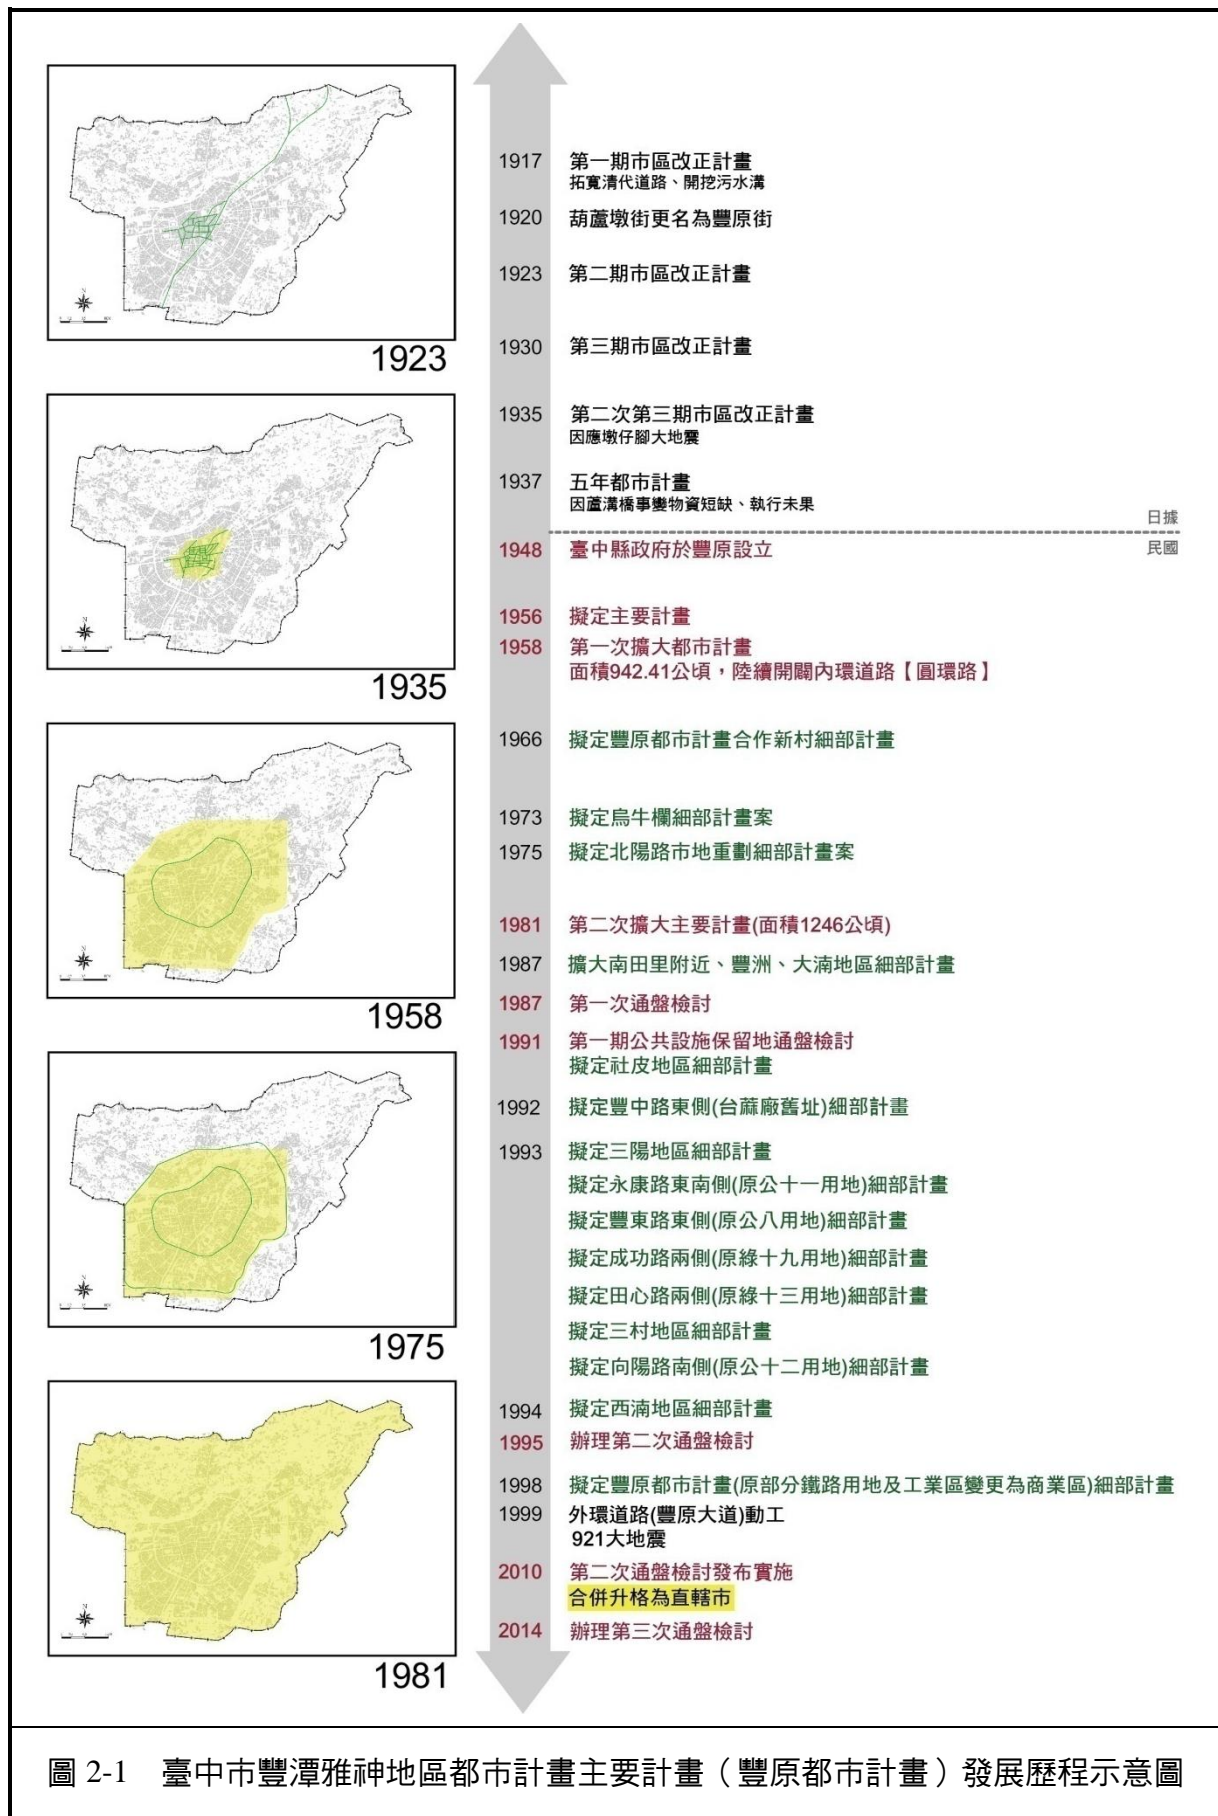 1923
1935
1958
1975
1981
1917 第一期市區改正計畫
拓寬清代道路、開挖污水溝
1920 葫蘆墩街更名為豐原街
1923 第二期市區改正計畫
1930 第三期市區改正計畫
1935 第二次第三期市區改正計畫
因應墩仔腳大地震
1937 五年都市計畫
因蘆溝橋事變物資短缺、執行未果
日據
民國
1948 臺中縣政府於豐原設立
1956 擬定主要計畫
1958 第一次擴大都市計畫
面積942.41公頃，陸續開闢內環道路【圓環路】
1966 擬定豐原都市計畫合作新村細部計畫
1973 擬定烏牛欄細部計畫案
1975 擬定北陽路市地重劃細部計畫案
1981 第二次擴大主要計畫(面積1246公頃)
1987 擴大南田里附近、豐洲、大湳地區細部計畫
1987 第一次通盤檢討
1991 第一期公共設施保留地通盤檢討
擬定社皮地區細部計畫
1992 擬定豐中路東側(台蔴廠舊址)細部計畫
1993 擬定三陽地區細部計畫
擬定永康路東南側(原公十一用地)細部計畫
擬定豐東路東側(原公八用地)細部計畫
擬定成功路兩側(原綠十九用地)細部計畫
擬定田心路兩側(原綠十三用地)細部計畫
擬定三村地區細部計畫
擬定向陽路南側(原公十二用地)細部計畫
1994 擬定西湳地區細部計畫
1995 辦理第二次通盤檢討
1998 擬定豐原都市計畫(原部分鐵路用地及工業區變更為商業區)細部計畫
1999 外環道路(豐原大道)動工
921大地震
2010 第二次通盤檢討發布實施
合併升格為直轄市
2014 辦理第三次通盤檢討
圖 2-1 臺中市豐潭雅神地區都市計畫主要計畫（豐原都市計畫）發展歷程示意圖